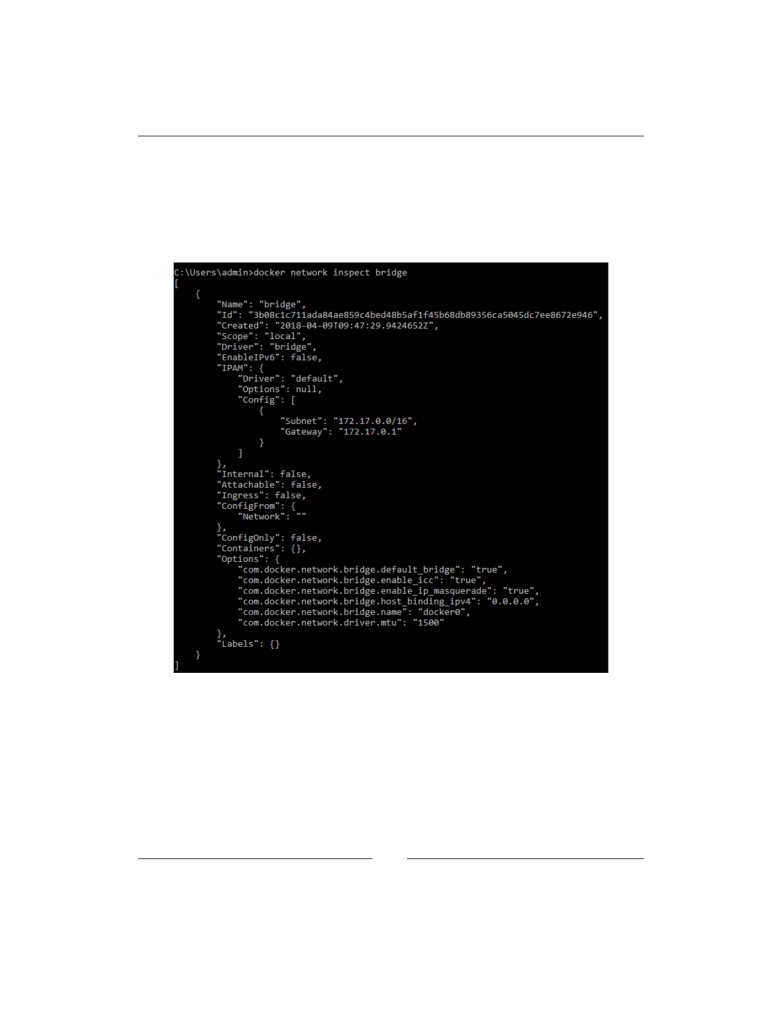 C:\Users\admin>docker network inspect bridge
[
    {
        "Name": "bridge",
        "Id": "3b08c1c711ada84ae859c4bed48b5af1f45b68db89356ca5045dc7ee8672e946",
        "Created": "2018-04-09T09:47:29.9424652Z",
        "Scope": "local",
        "Driver": "bridge",
        "EnableIPv6": false,
        "IPAM": {
            "Driver": "default",
            "Options": null,
            "Config": [
                {
                    "Subnet": "172.17.0.0/16",
                    "Gateway": "172.17.0.1"
                }
            ]
        },
        "Internal": false,
        "Attachable": false,
        "Ingress": false,
        "ConfigFrom": {
            "Network": ""
        },
        "ConfigOnly": false,
        "Containers": {},
        "Options": {
            "com.docker.network.bridge.default_bridge": "true",
            "com.docker.network.bridge.enable_icc": "true",
            "com.docker.network.bridge.enable_ip_masquerade": "true",
            "com.docker.network.bridge.host_binding_ipv4": "0.0.0.0",
            "com.docker.network.bridge.name": "docker0",
            "com.docker.network.driver.mtu": "1500"
        },
        "Labels": {}
    }
]